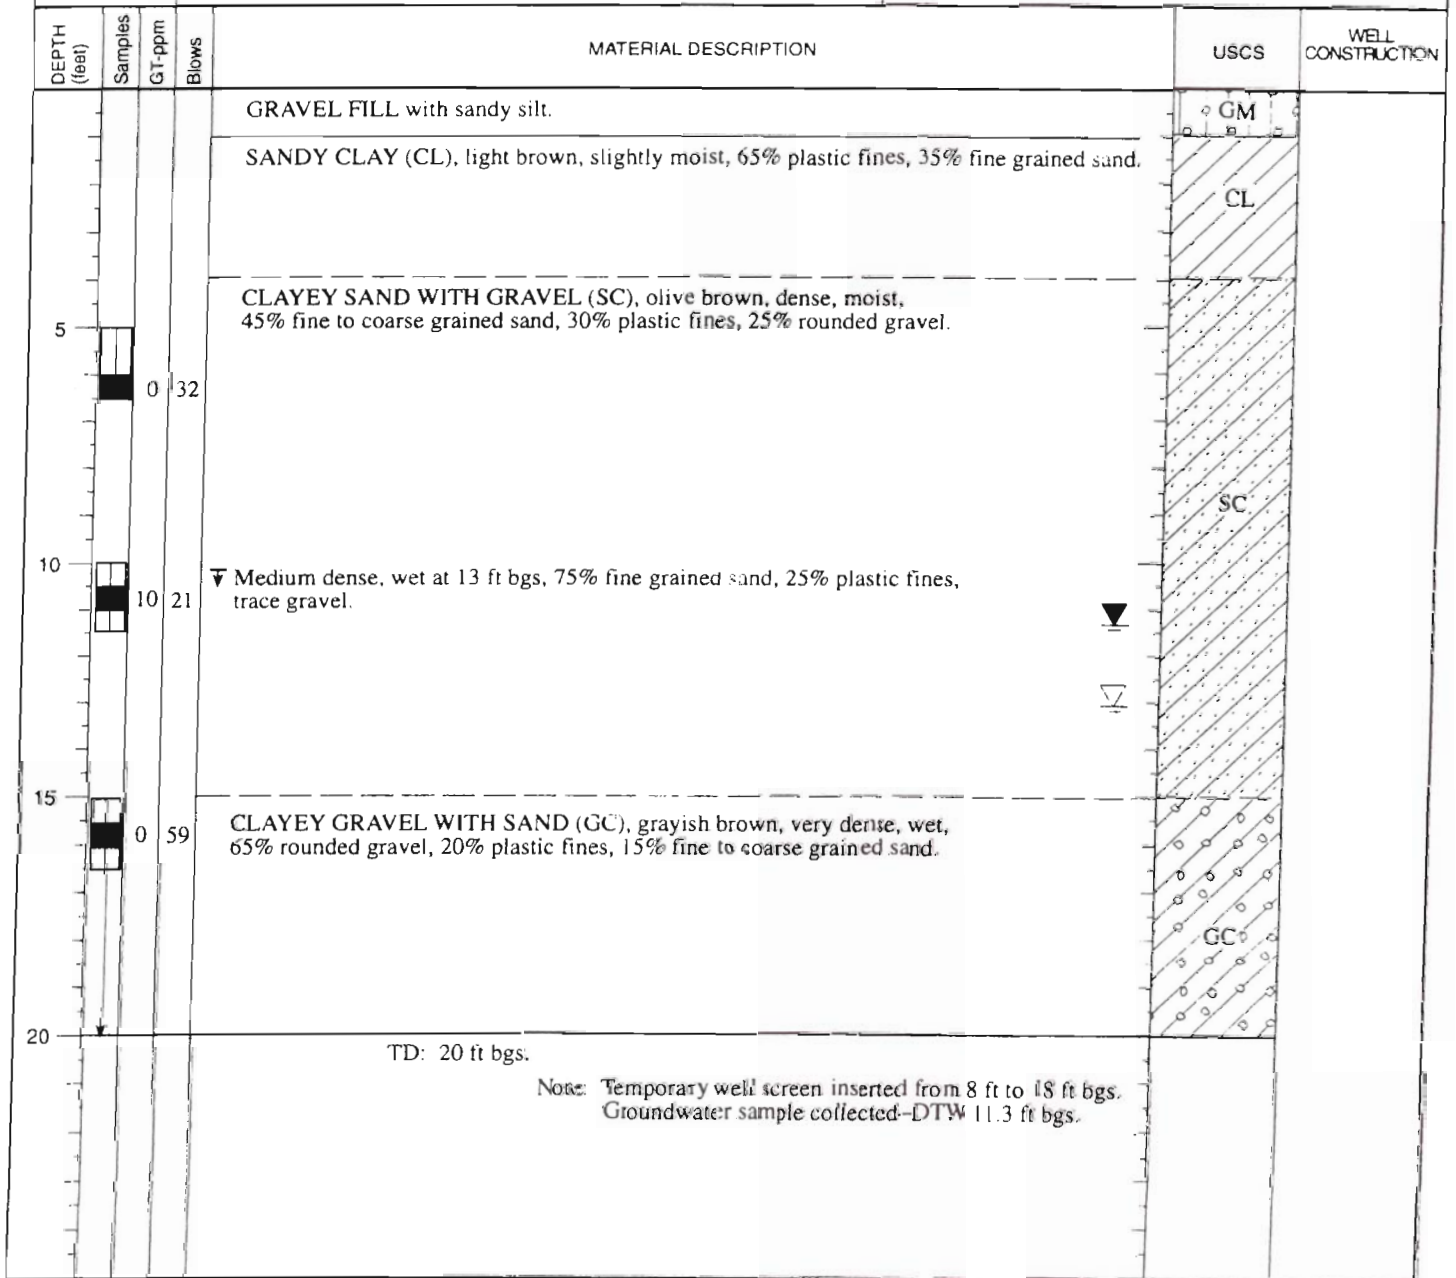 DEPTH (feet) Samples GT-ppm Blows MATERIAL DESCRIPTION USCS WELL CONSTRUCTION
GRAVEL FILL with sandy silt. GM
SANDY CLAY (CL), light brown, slightly moist, 65% plastic fines, 35% fine grained sand.
CL
CLAYEY SAND WITH GRAVEL (SC), olive brown, dense, moist,
45% fine to coarse grained sand, 30% plastic fines, 25% rounded gravel.
5
0 32
SC
10
Medium dense, wet at 13 ft bgs, 75% fine grained sand, 25% plastic fines,
trace gravel.
10 21
15
CLAYEY GRAVEL WITH SAND (GC), grayish brown, very dense, wet,
0 59
65% rounded gravel, 20% plastic fines, 15% fine to coarse grained sand.
GC
20
TD: 20 ft bgs.
Note: Temporary well screen inserted from 8 ft to 18 ft bgs.
Groundwater sample collected--DTW 11.3 ft bgs.